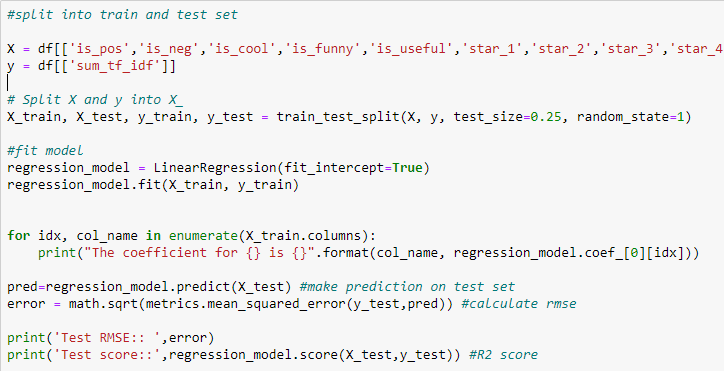 #split into train and test set
X = df[['is_pos','is_neg','is_cool','is_funny','is_useful','star_1','star_2','star_3','star_4
y = df[['sum_tf_idf']]
# Split X and y into X_
X_train, X_test, y_train, y_test = train_test_split(X, y, test_size=0.25, random_state=1)
#fit model
regression_model = LinearRegression(fit_intercept=True)
regression_model.fit(X_train, y_train)
for idx, col_name in enumerate(X_train.columns):
    print("The coefficient for {} is {}".format(col_name, regression_model.coef_[0][idx]))
pred=regression_model.predict(X_test) #make prediction on test set
error = math.sqrt(metrics.mean_squared_error(y_test,pred)) #calculate rmse
print('Test RMSE:: ',error)
print('Test score::',regression_model.score(X_test,y_test)) #R2 score